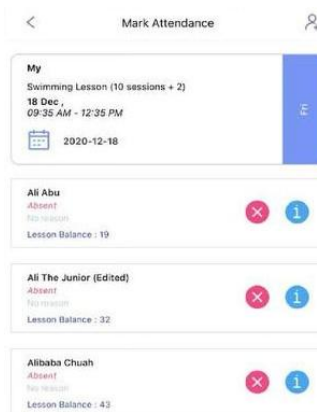 Mark Attendance
My
Swimming Lesson (10 sessions + 2)
18 Dec ,
09:35 AM - 12:35 PM
Fri
2020-12-18
Ali Abu
Absent
No reason
Lesson Balance : 19
Ali The Junior (Edited)
Absent
No reason
Lesson Balance : 32
Alibaba Chuah
Absent
No reason
Lesson Balance : 43